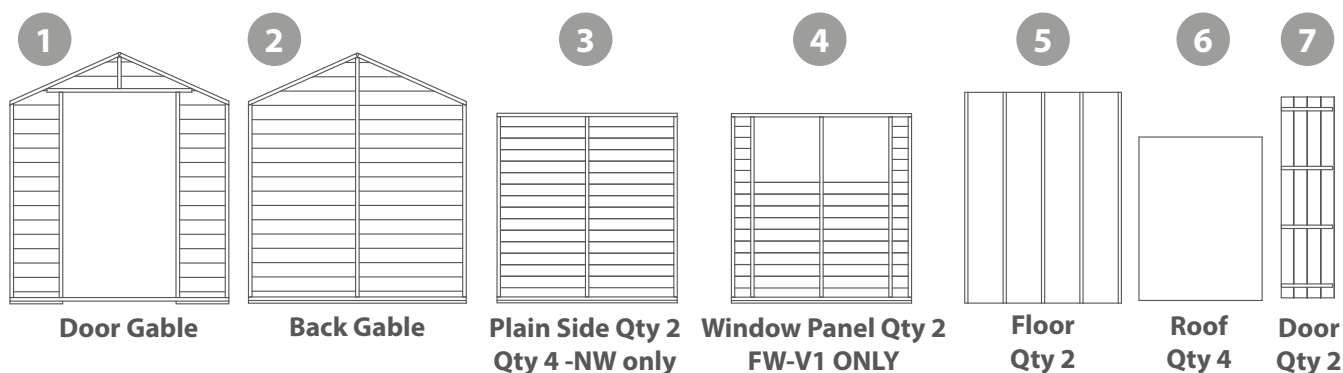 1
2
3
4
5
6
7
Door Gable
Back Gable
Plain Side Qty 2
Qty 4 -NW only
Window Panel Qty 2
FW-V1 ONLY
Floor
Qty 2
Roof
Qty 4
Door
Qty 2